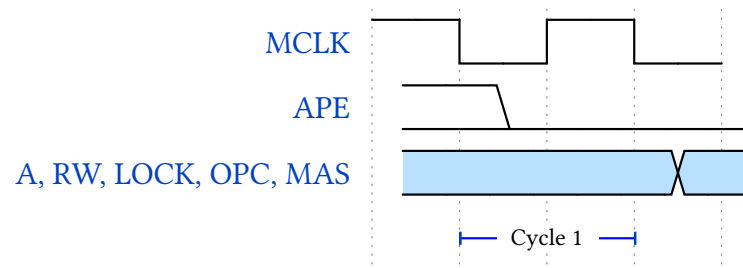 MCLK
APE
A, RW, LOCK, OPC, MAS
Cycle 1